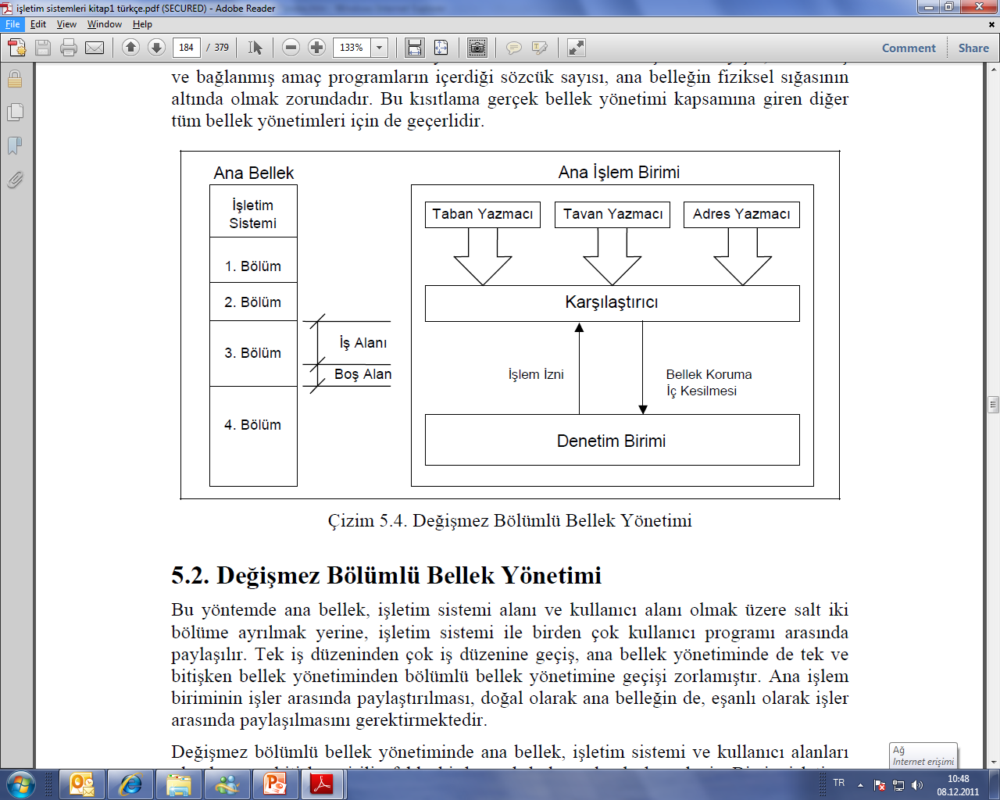 işletim sistemleri kitap1 türkçe.pdf (SECURED) - Adobe Reader
File Edit View Window Help
184 / 379 133% Comment Share
ve bağlanmış amaç programların içerdiği sözcük sayısı, ana belleğin fiziksel sığasının
altında olmak zorundadır. Bu kısıtlama gerçek bellek yönetimi kapsamına giren diğer
tüm bellek yönetimleri için de geçerlidir.
Ana Bellek
İşletim
Sistemi
1. Bölüm
2. Bölüm
3. Bölüm
4. Bölüm
İş Alanı
Boş Alan
Ana İşlem Birimi
Taban Yazmacı Tavan Yazmacı Adres Yazmacı
Karşılaştırıcı
İşlem İzni
Bellek Koruma
İç Kesilmesi
Denetim Birimi
Çizim 5.4. Değişmez Bölümlü Bellek Yönetimi
5.2. Değişmez Bölümlü Bellek Yönetimi
Bu yöntemde ana bellek, işletim sistemi alanı ve kullanıcı alanı olmak üzere salt iki
bölüme ayrılmak yerine, işletim sistemi ile birden çok kullanıcı programı arasında
paylaşılır. Tek iş düzeninden çok iş düzenine geçiş, ana bellek yönetiminde de tek ve
bitişken bellek yönetiminden bölümlü bellek yönetimine geçişi zorlamıştır. Ana işlem
biriminin işler arasında paylaştırılması, doğal olarak ana belleğin de, eşanlı olarak işler
arasında paylaşılmasını gerektirmektedir.
Değişmez bölümlü bellek yönetiminde ana bellek, işletim sistemi ve kullanıcı alanları
Ağ
Internet erişimi
TR
10:48
08.12.2011